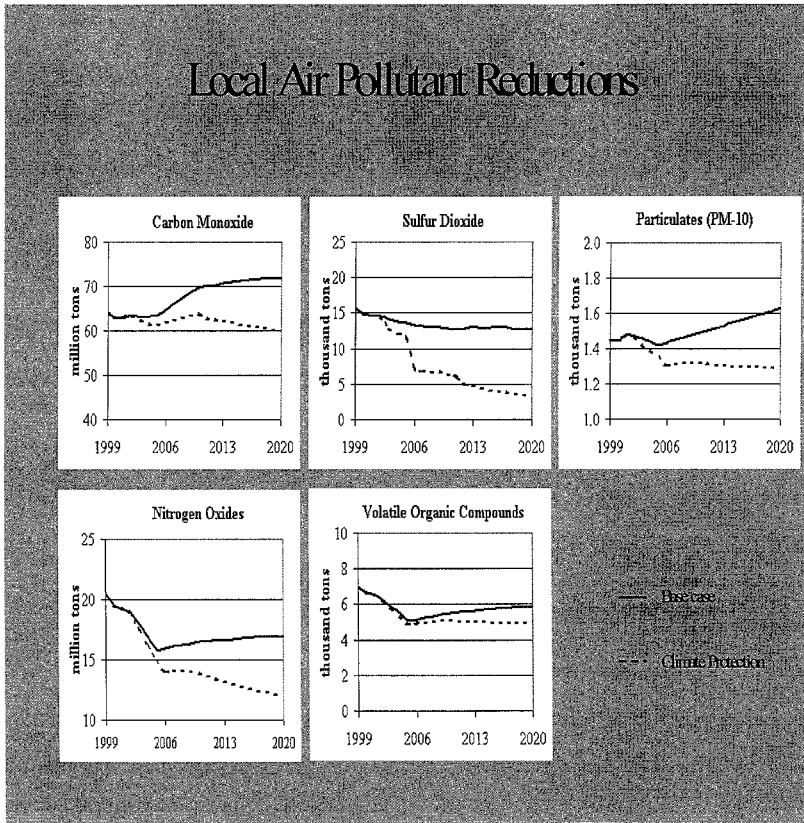 Local Air Pollutant Reductions
Carbon Monoxide
80
70
60
50
40
million tons
1999 2006 2013 2020
Sulfur Dioxide
25
20
15
10
5
0
thousand tons
1999 2006 2013 2020
Particulates (PM-10)
2.0
1.8
1.6
1.4
1.2
1.0
thousand tons
1999 2006 2013 2020
Nitrogen Oxides
25
20
15
10
million tons
1999 2006 2013 2020
Volatile Organic Compounds
10
8
6
4
2
0
thousand tons
1999 2006 2013 2020
Base case
Climate Protection